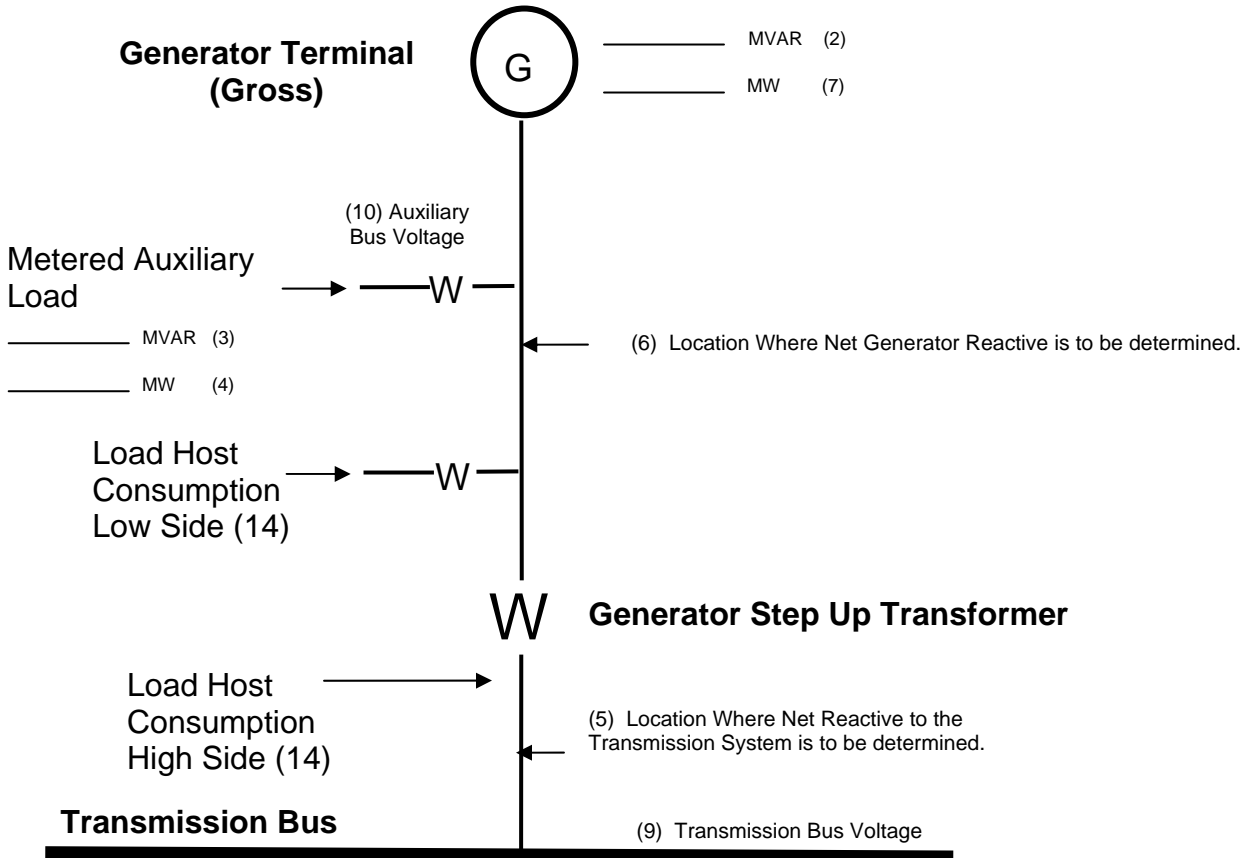 Generator Terminal
(Gross)
G
MVAR (2)
MW (7)
(10) Auxiliary
Bus Voltage
Metered Auxiliary
Load
W
MVAR (3)
MW (4)
(6) Location Where Net Generator Reactive is to be determined.
Load Host
Consumption
Low Side (14)
W
W
Generator Step Up Transformer
Load Host
Consumption
High Side (14)
(5) Location Where Net Reactive to the
Transmission System is to be determined.
Transmission Bus
(9) Transmission Bus Voltage